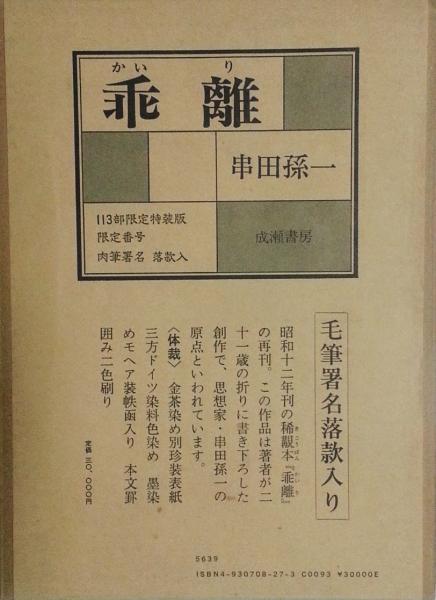 かい り
乖離
串田孫一
113部限定特装版
限定番号
肉筆署名 落款入
成瀬書房
毛筆署名落款入り
昭和十二年刊の稀覯本『乖離』
きこうぼん かいり
の再刊。この作品は著者が二
十一歳の折りに書き下ろした
創作で、思想家・串田孫一の
原点といわれています。
〈体裁〉 金茶染め別珍装表紙
三方ドイツ染料色染め 墨染
めモヘア装帙函入り 本文罫
囲み二色刷り
定価 三〇、〇〇〇円
5639
ISBN4-930708-27-3 C0093 ¥30000E